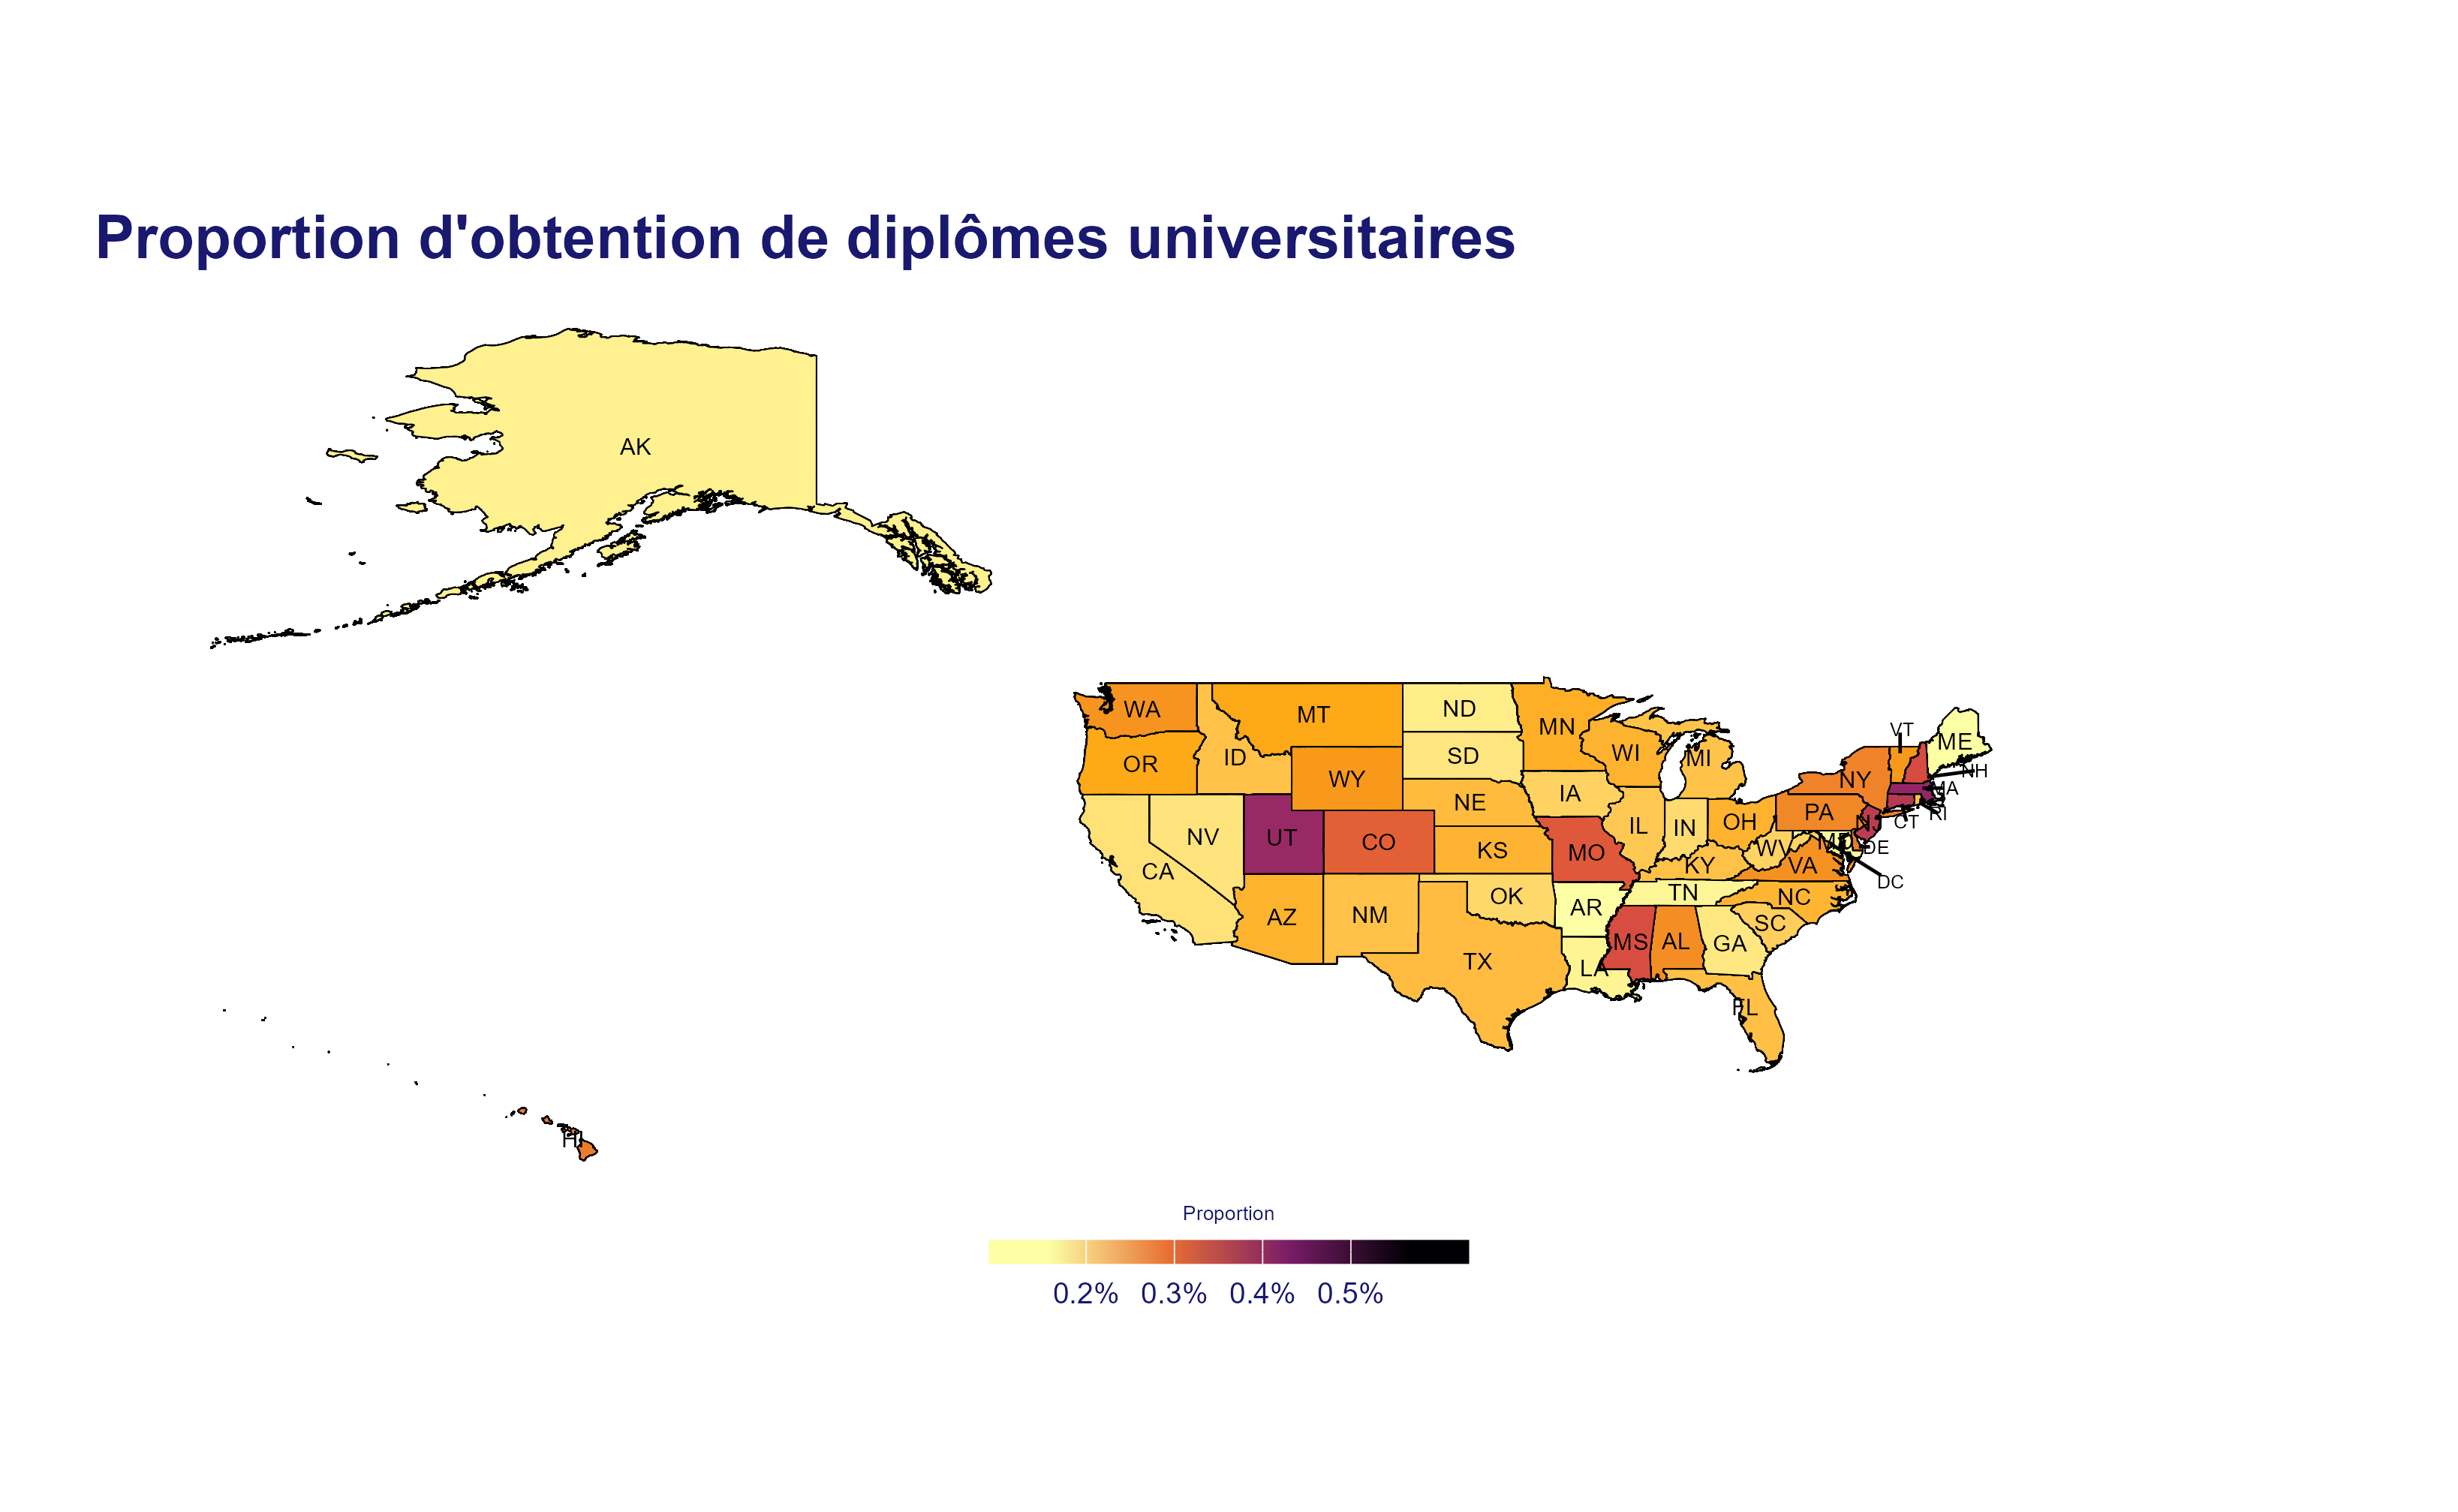 Proportion d'obtention de diplômes universitaires
AK
WA
MT
ND
MN
VT
ME
OR
ID
WY
SD
WI
MI
NY
NH
MA
NE
IA
PA
RI
NV
UT
CO
KS
MO
IL
IN
OH
NJ
CT
MD
DE
CA
WV
VA
KY
DC
AZ
NM
OK
AR
TN
NC
SC
TX
LA
MS
AL
GA
FL
HI
Proportion
0.2% 0.3% 0.4% 0.5%